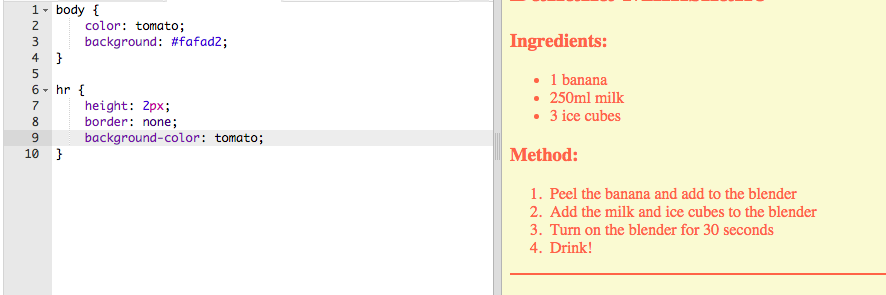 1 body {
2 color: tomato;
3 background: #fafad2;
4 }
5
6 hr {
7 height: 2px;
8 border: none;
9 background-color: tomato;
10 }
Ingredients:
• 1 banana
• 250ml milk
• 3 ice cubes
Method:
1. Peel the banana and add to the blender
2. Add the milk and ice cubes to the blender
3. Turn on the blender for 30 seconds
4. Drink!